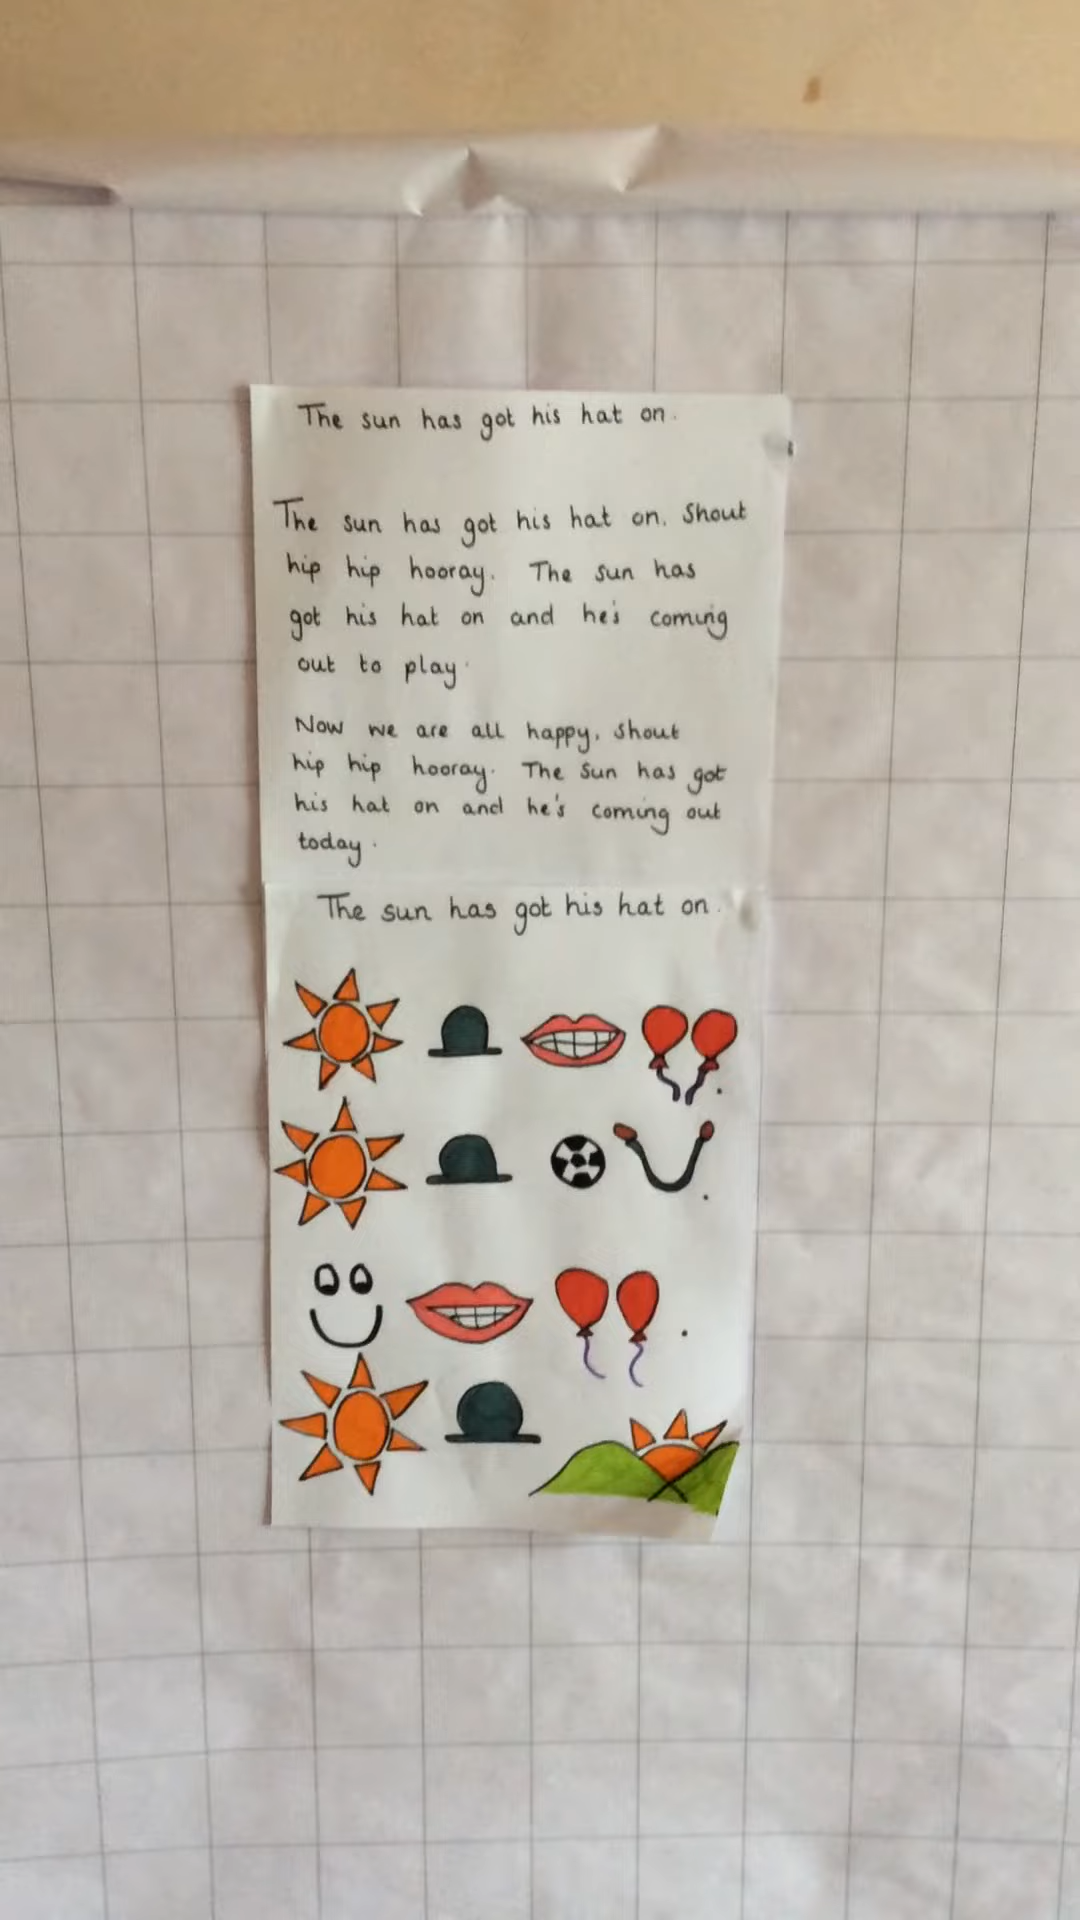 The sun has got his hat on.
The sun has got his hat on. Shout
hip hip hooray. The sun has
got his hat on and he's coming
out to play.
Now we are all happy, shout
hip hip hooray. The Sun has got
his hat on and he's coming out
today.
The sun has got his hat on.